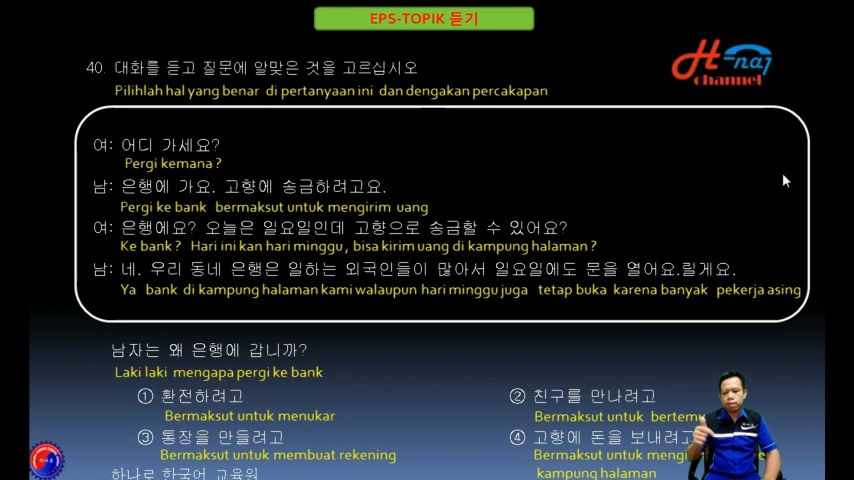 EPS-TOPIK 듣기
H-naj
channel
40. 대화를 듣고 질문에 알맞은 것을 고르십시오
Pilihlah hal yang benar di pertanyaan ini dan dengakan percakapan
여: 어디 가세요?
Pergi kemana ?
남: 은행에 가요. 고향에 송금하려고요.
Pergi ke bank bermaksut untuk mengirim uang
여: 은행에요? 오늘은 일요일인데 고향으로 송금할 수 있어요?
Ke bank ? Hari ini kan hari minggu , bisa kirim uang di kampung halaman ?
남: 네. 우리 동네 은행은 일하는 외국인들이 많아서 일요일에도 문을 열어요.릴게요.
Ya bank di kampung halaman kami walaupun hari minggu juga tetap buka karena banyak pekerja asing
남자는 왜 은행에 갑니까?
Laki laki mengapa pergi ke bank
① 환전하려고
Bermaksut untuk menukar
② 친구를 만나려고
Bermaksut untuk
③ 통장을 만들려고
Bermaksut untuk membuat rekening
④ 고향에 돈을 보내려고
Bermaksut untuk
kampung halaman
하나로 한국어 교육원